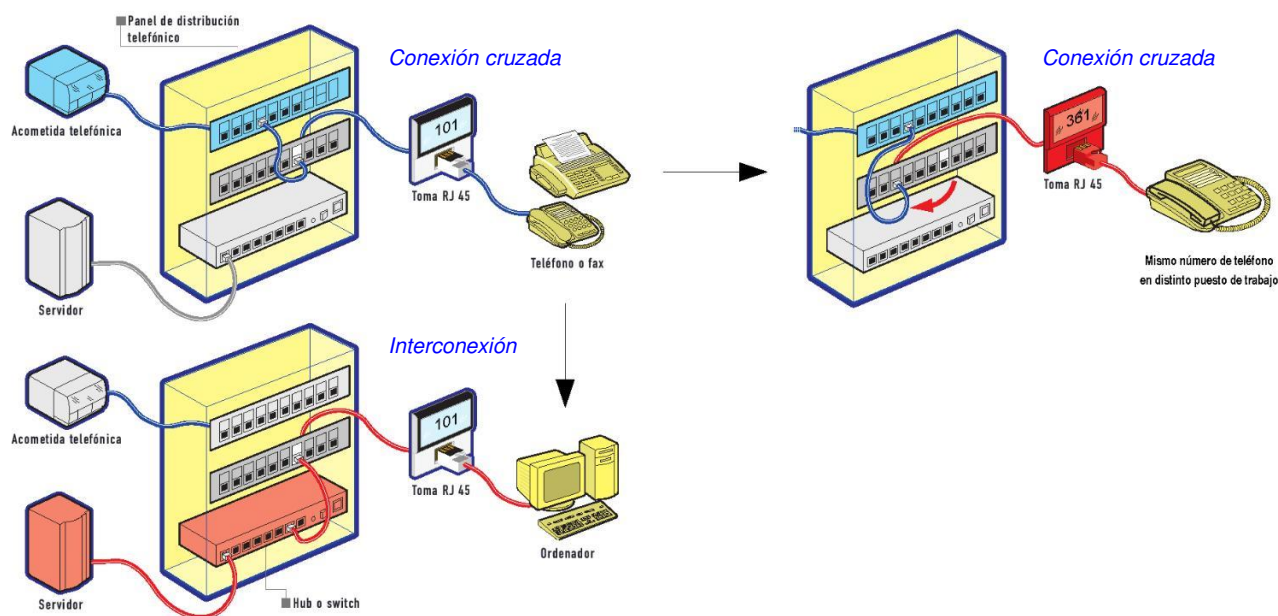 Panel de distribución
telefónico
Conexión cruzada
Acometida telefónica
101
Toma RJ 45
Teléfono o fax
Servidor
Conexión cruzada
361
Toma RJ 45
Mismo número de teléfono
en distinto puesto de trabajo
Interconexión
Acometida telefónica
101
Toma RJ 45
Ordenador
Servidor
Hub o switch